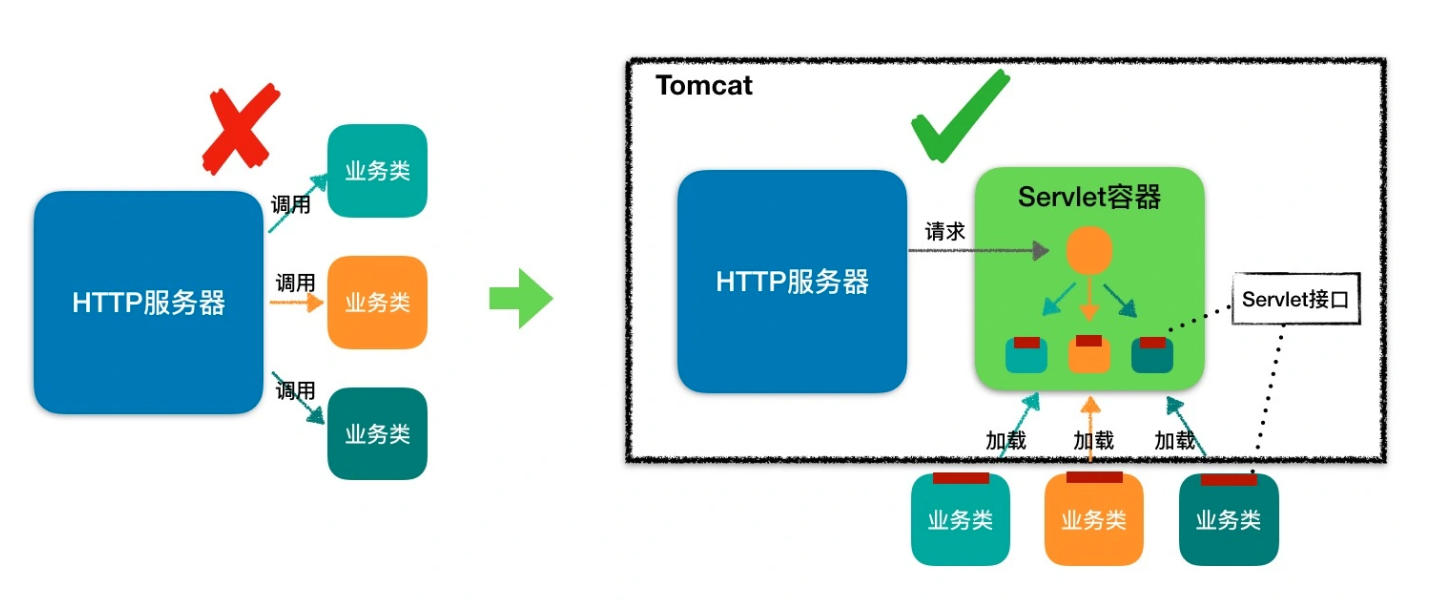 业务类
调用
HTTP服务器
调用
业务类
调用
业务类
Tomcat
HTTP服务器
请求
Servlet容器
Servlet接口
加载
加载
加载
业务类
业务类
业务类